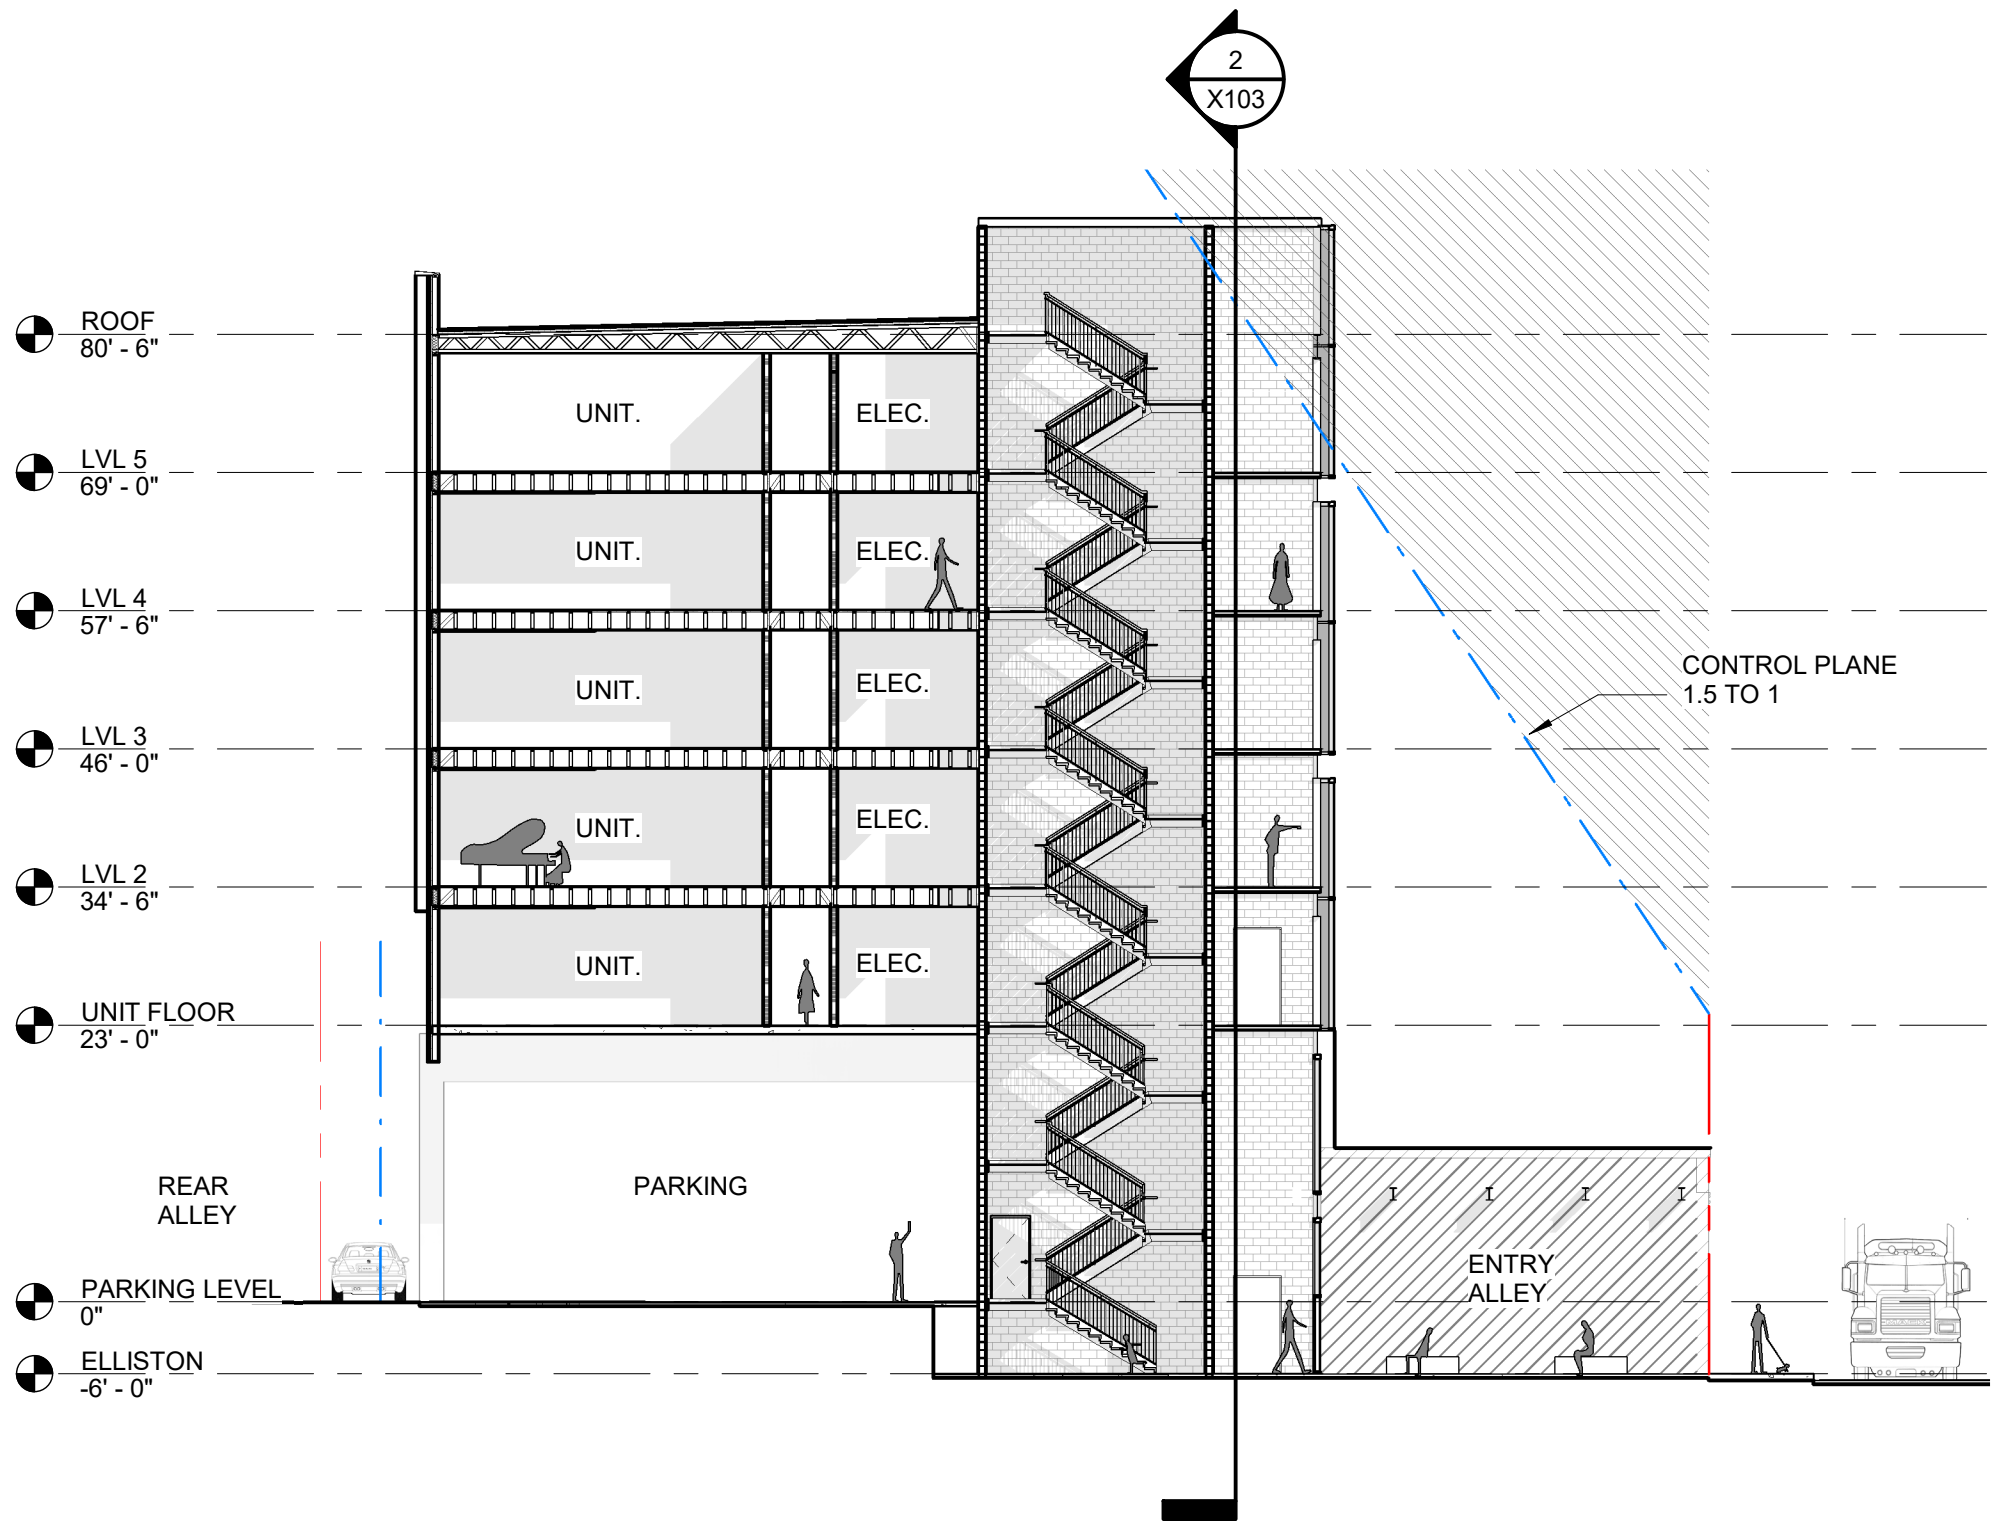 2
X103
ROOF
80' - 6"
UNIT.
ELEC.
LVL 5
69' - 0"
UNIT.
ELEC.
LVL 4
57' - 6"
UNIT.
ELEC.
CONTROL PLANE
1.5 TO 1
LVL 3
46' - 0"
UNIT.
ELEC.
LVL 2
34' - 6"
UNIT.
ELEC.
UNIT FLOOR
23' - 0"
REAR
ALLEY
PARKING
ENTRY
ALLEY
PARKING LEVEL
0"
ELLISTON
-6' - 0"